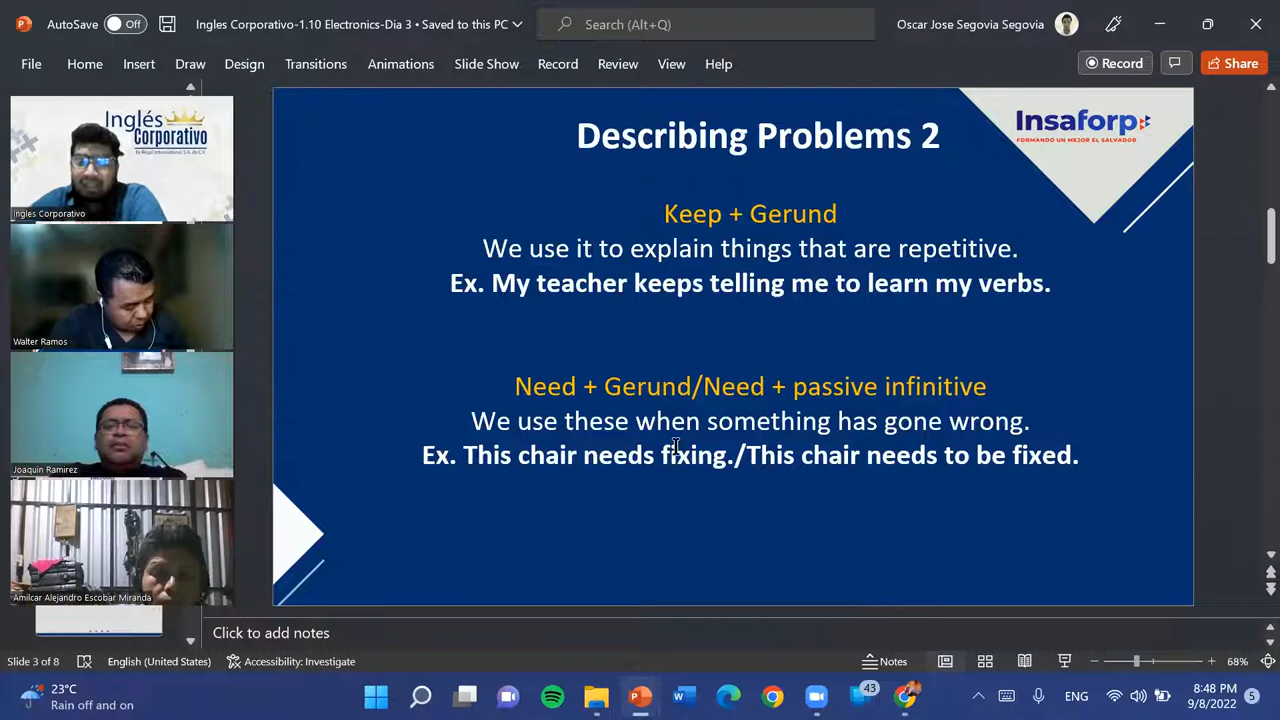 AutoSave Off Ingles Corporativo-1.10 Electronics-Dia 3 • Saved to this PC Search (Alt+Q) Oscar Jose Segovia Segovia
File Home Insert Draw Design Transitions Animations Slide Show Record Review View Help Record Share
Inglés
Corporativo
Ingles Corporativo
Walter Ramos
Joaquin Ramirez
Amilcar Alejandro Escobar Miranda
Describing Problems 2
Insaforp
FORMANDO UN MEJOR EL SALVADOR
Keep + Gerund
We use it to explain things that are repetitive.
Ex. My teacher keeps telling me to learn my verbs.
Need + Gerund/Need + passive infinitive
We use these when something has gone wrong.
Ex. This chair needs fixing./This chair needs to be fixed.
Click to add notes
Slide 3 of 8 English (United States) Accessibility: Investigate Notes 68%
23°C
Rain off and on
43
ENG
8:48 PM
9/8/2022
5